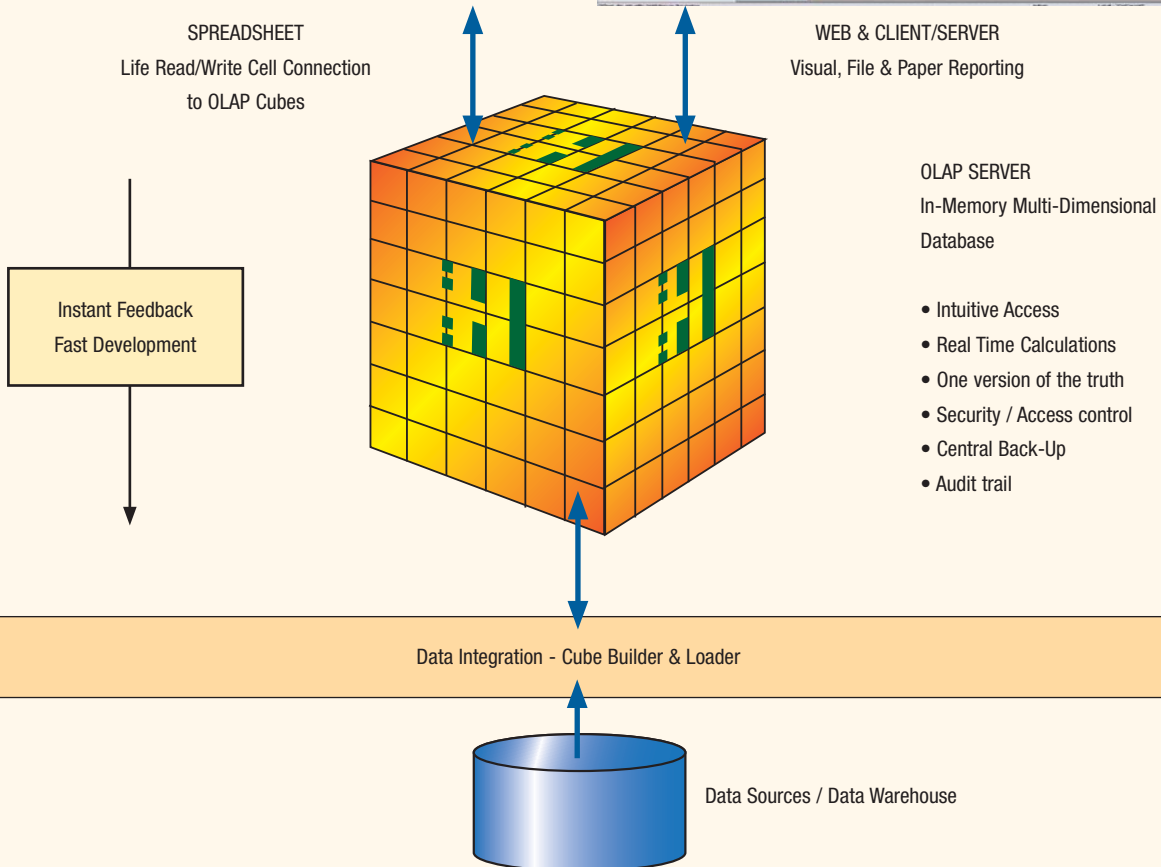 SPREADSHEET
Life Read/Write Cell Connection
to OLAP Cubes
WEB & CLIENT/SERVER
Visual, File & Paper Reporting
OLAP SERVER
In-Memory Multi-Dimensional
Database
• Intuitive Access
• Real Time Calculations
• One version of the truth
• Security / Access control
• Central Back-Up
• Audit trail
Instant Feedback
Fast Development
Data Integration - Cube Builder & Loader
Data Sources / Data Warehouse